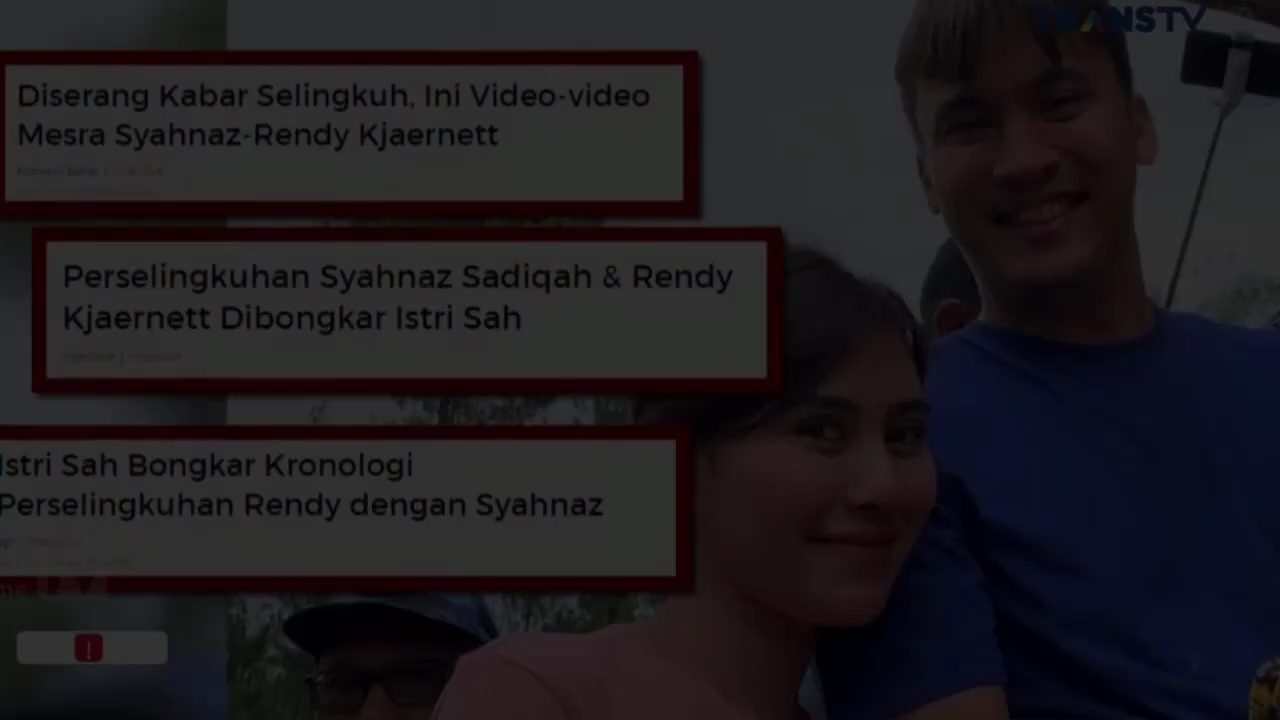 TRANSTV
Diserang Kabar Selingkuh, Ini Video-video
Mesra Syahnaz-Rendy Kjaernett
Perselingkuhan Syahnaz Sadiqah & Rendy
Kjaernett Dibongkar Istri Sah
Istri Sah Bongkar Kronologi
Perselingkuhan Rendy dengan Syahnaz
!